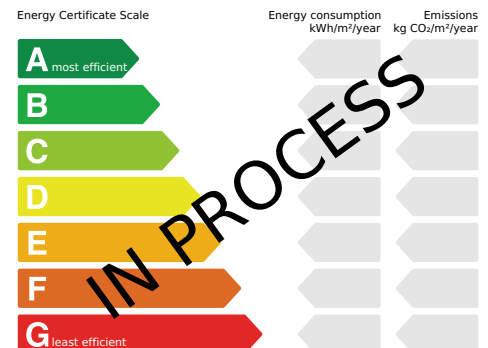 Energy Certificate Scale
Energy consumption
kWh/m²/year
Emissions
kg CO₂/m²/year
A most efficient
B
C
D
E
F
G least efficient
IN PROCESS